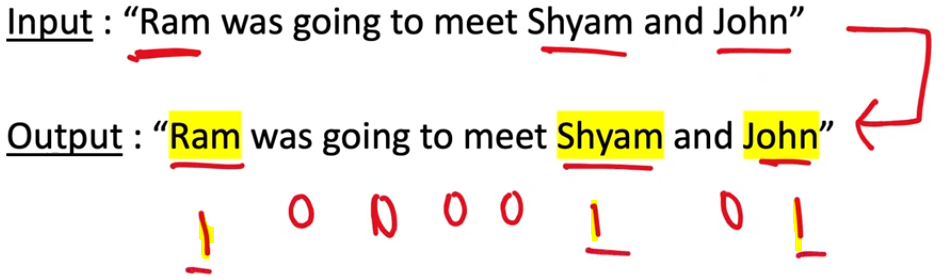 Input : “Ram was going to meet Shyam and John”
Output : “Ram was going to meet Shyam and John”
1 0 0 0 0 1 0 1